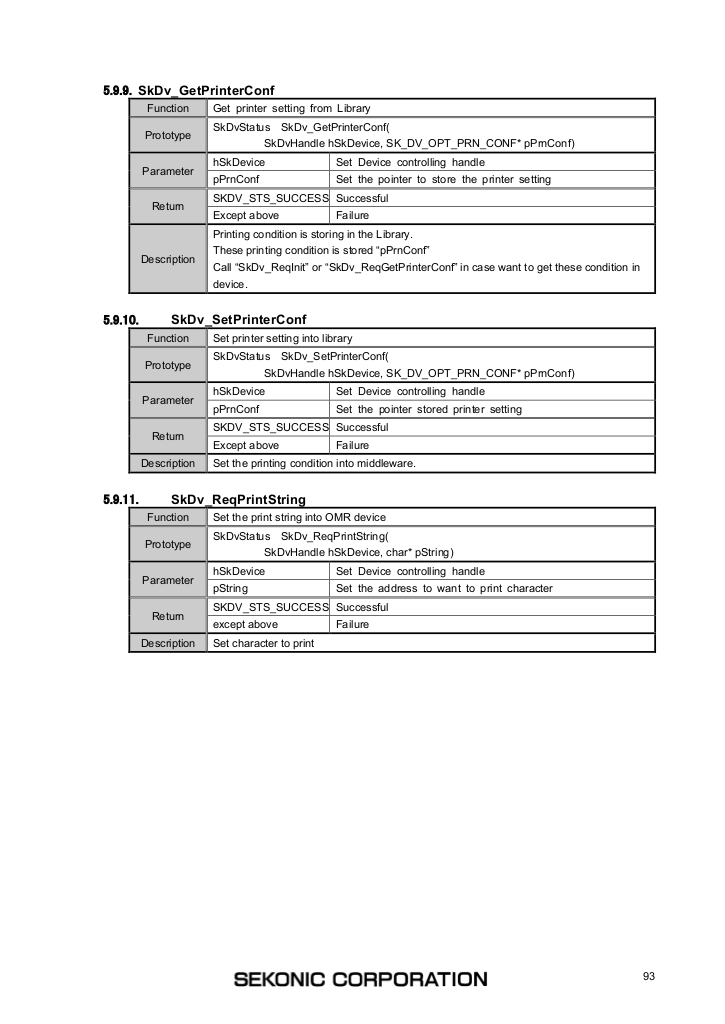 5.9.9. SkDv_GetPrinterConf
Function Get printer setting from Library
Prototype SkDvStatus SkDv_GetPrinterConf(
SkDvHandle hSkDevice, SK_DV_OPT_PRN_CONF* pPrnConf)
Parameter hSkDevice Set Device controlling handle
pPrnConf Set the pointer to store the printer setting
Return SKDV_STS_SUCCESS Successful
Except above Failure
Description Printing condition is storing in the Library.
These printing condition is stored “pPrnConf”
Call “SkDv_ReqInit” or “SkDv_ReqGetPrinterConf” in case want to get these condition in
device.
5.9.10. SkDv_SetPrinterConf
Function Set printer setting into library
Prototype SkDvStatus SkDv_SetPrinterConf(
SkDvHandle hSkDevice, SK_DV_OPT_PRN_CONF* pPrnConf)
Parameter hSkDevice Set Device controlling handle
pPrnConf Set the pointer stored printer setting
Return SKDV_STS_SUCCESS Successful
Except above Failure
Description Set the printing condition into middleware.
5.9.11. SkDv_ReqPrintString
Function Set the print string into OMR device
Prototype SkDvStatus SkDv_ReqPrintString(
SkDvHandle hSkDevice, char* pString)
Parameter hSkDevice Set Device controlling handle
pString Set the address to want to print character
Return SKDV_STS_SUCCESS Successful
except above Failure
Description Set character to print
SEKONIC CORPORATION 93